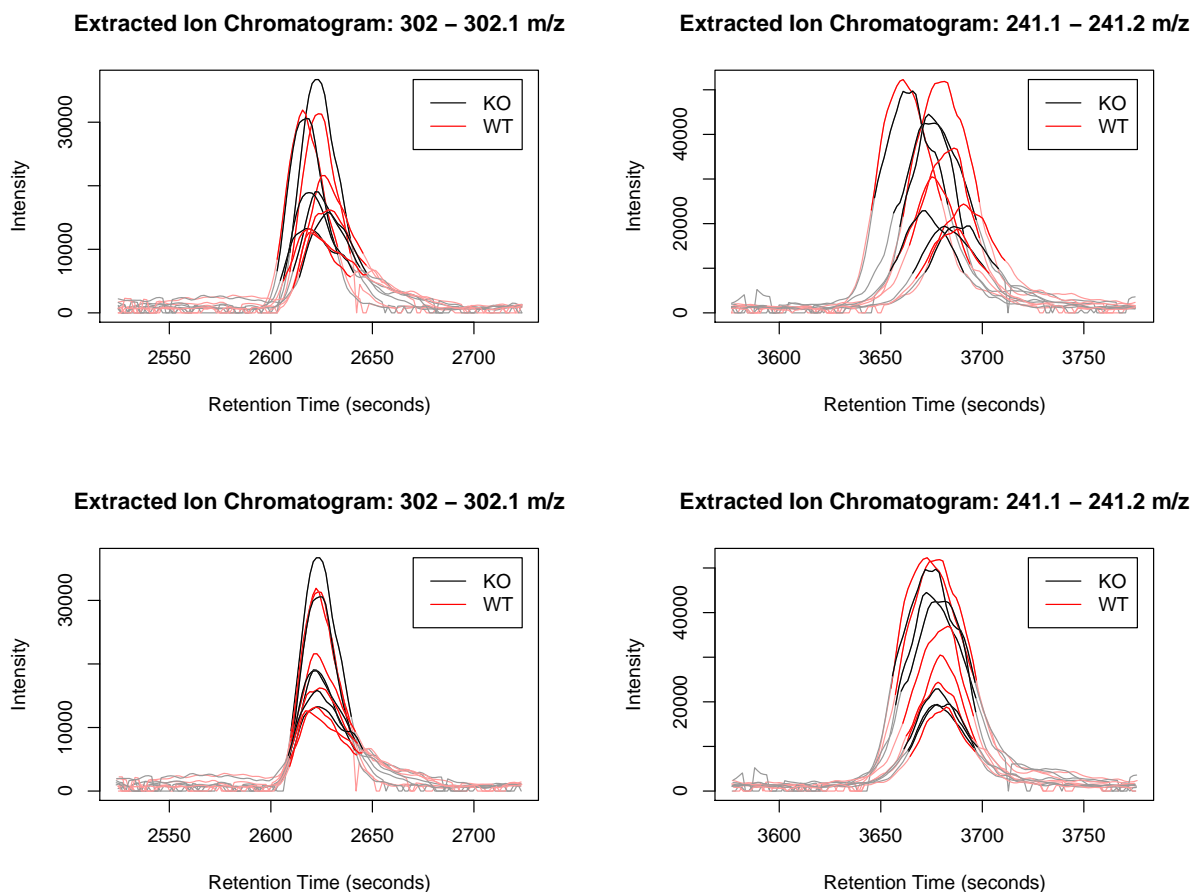 Extracted Ion Chromatogram: 302 – 302.1 m/z
Intensity
0 10000 30000
KO
WT
2550 2600 2650 2700
Retention Time (seconds)
Extracted Ion Chromatogram: 241.1 – 241.2 m/z
Intensity
0 20000 40000
KO
WT
3600 3650 3700 3750
Retention Time (seconds)
Extracted Ion Chromatogram: 302 – 302.1 m/z
Intensity
0 10000 30000
KO
WT
2550 2600 2650 2700
Retention Time (seconds)
Extracted Ion Chromatogram: 241.1 – 241.2 m/z
Intensity
0 20000 40000
KO
WT
3600 3650 3700 3750
Retention Time (seconds)